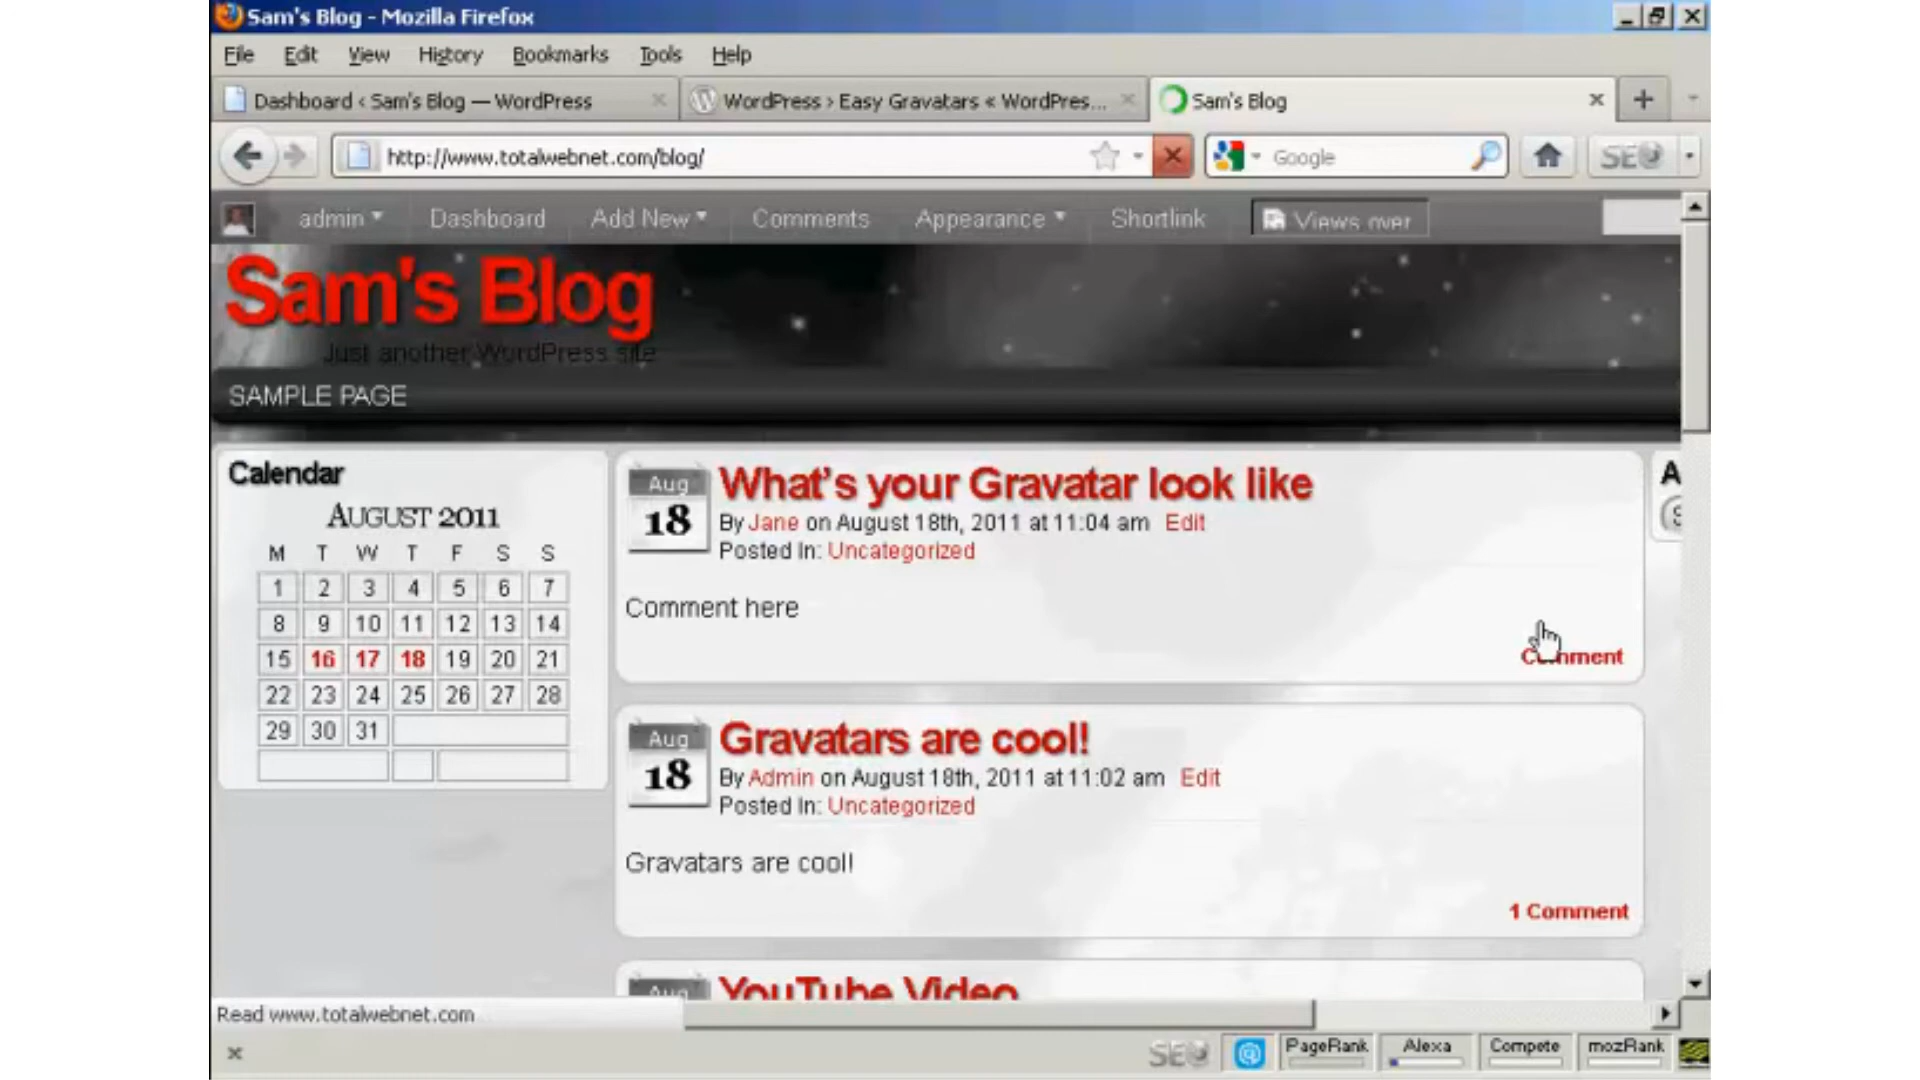 Sam's Blog - Mozilla Firefox
File Edit View History Bookmarks Tools Help
Dashboard ‹ Sam's Blog — WordPress
WordPress › Easy Gravatars « WordPres...
Sam's Blog
http://www.totalwebnet.com/blog/
Google
SEO
admin Dashboard Add New Comments Appearance Shortlink Views over
Sam's Blog
Just another WordPress site
SAMPLE PAGE
Calendar
AUGUST 2011
M T W T F S S
1 2 3 4 5 6 7
8 9 10 11 12 13 14
15 16 17 18 19 20 21
22 23 24 25 26 27 28
29 30 31
Aug
18
What's your Gravatar look like
By Jane on August 18th, 2011 at 11:04 am Edit
Posted In: Uncategorized
Comment here
Comment
Aug
18
Gravatars are cool!
By Admin on August 18th, 2011 at 11:02 am Edit
Posted In: Uncategorized
Gravatars are cool!
1 Comment
Aug
YouTube Video
A
Read www.totalwebnet.com
SEO PageRank Alexa Compete mozRank